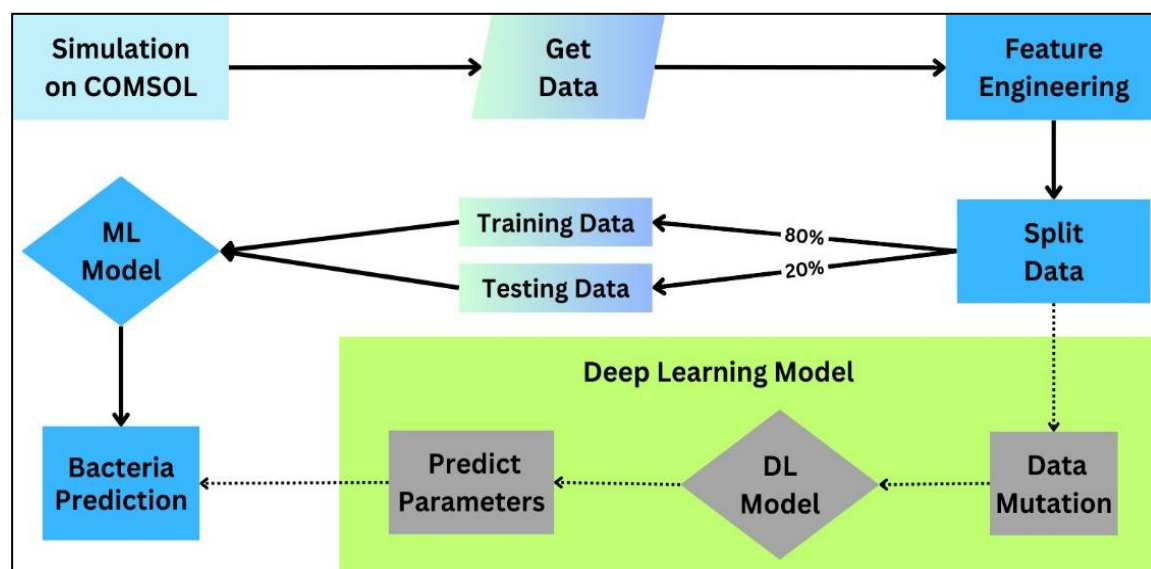 Simulation
on COMSOL
Get
Data
Feature
Engineering
ML
Model
Training Data
80%
Split
Data
Testing Data
20%
Deep Learning Model
Bacteria
Prediction
Predict
Parameters
DL
Model
Data
Mutation